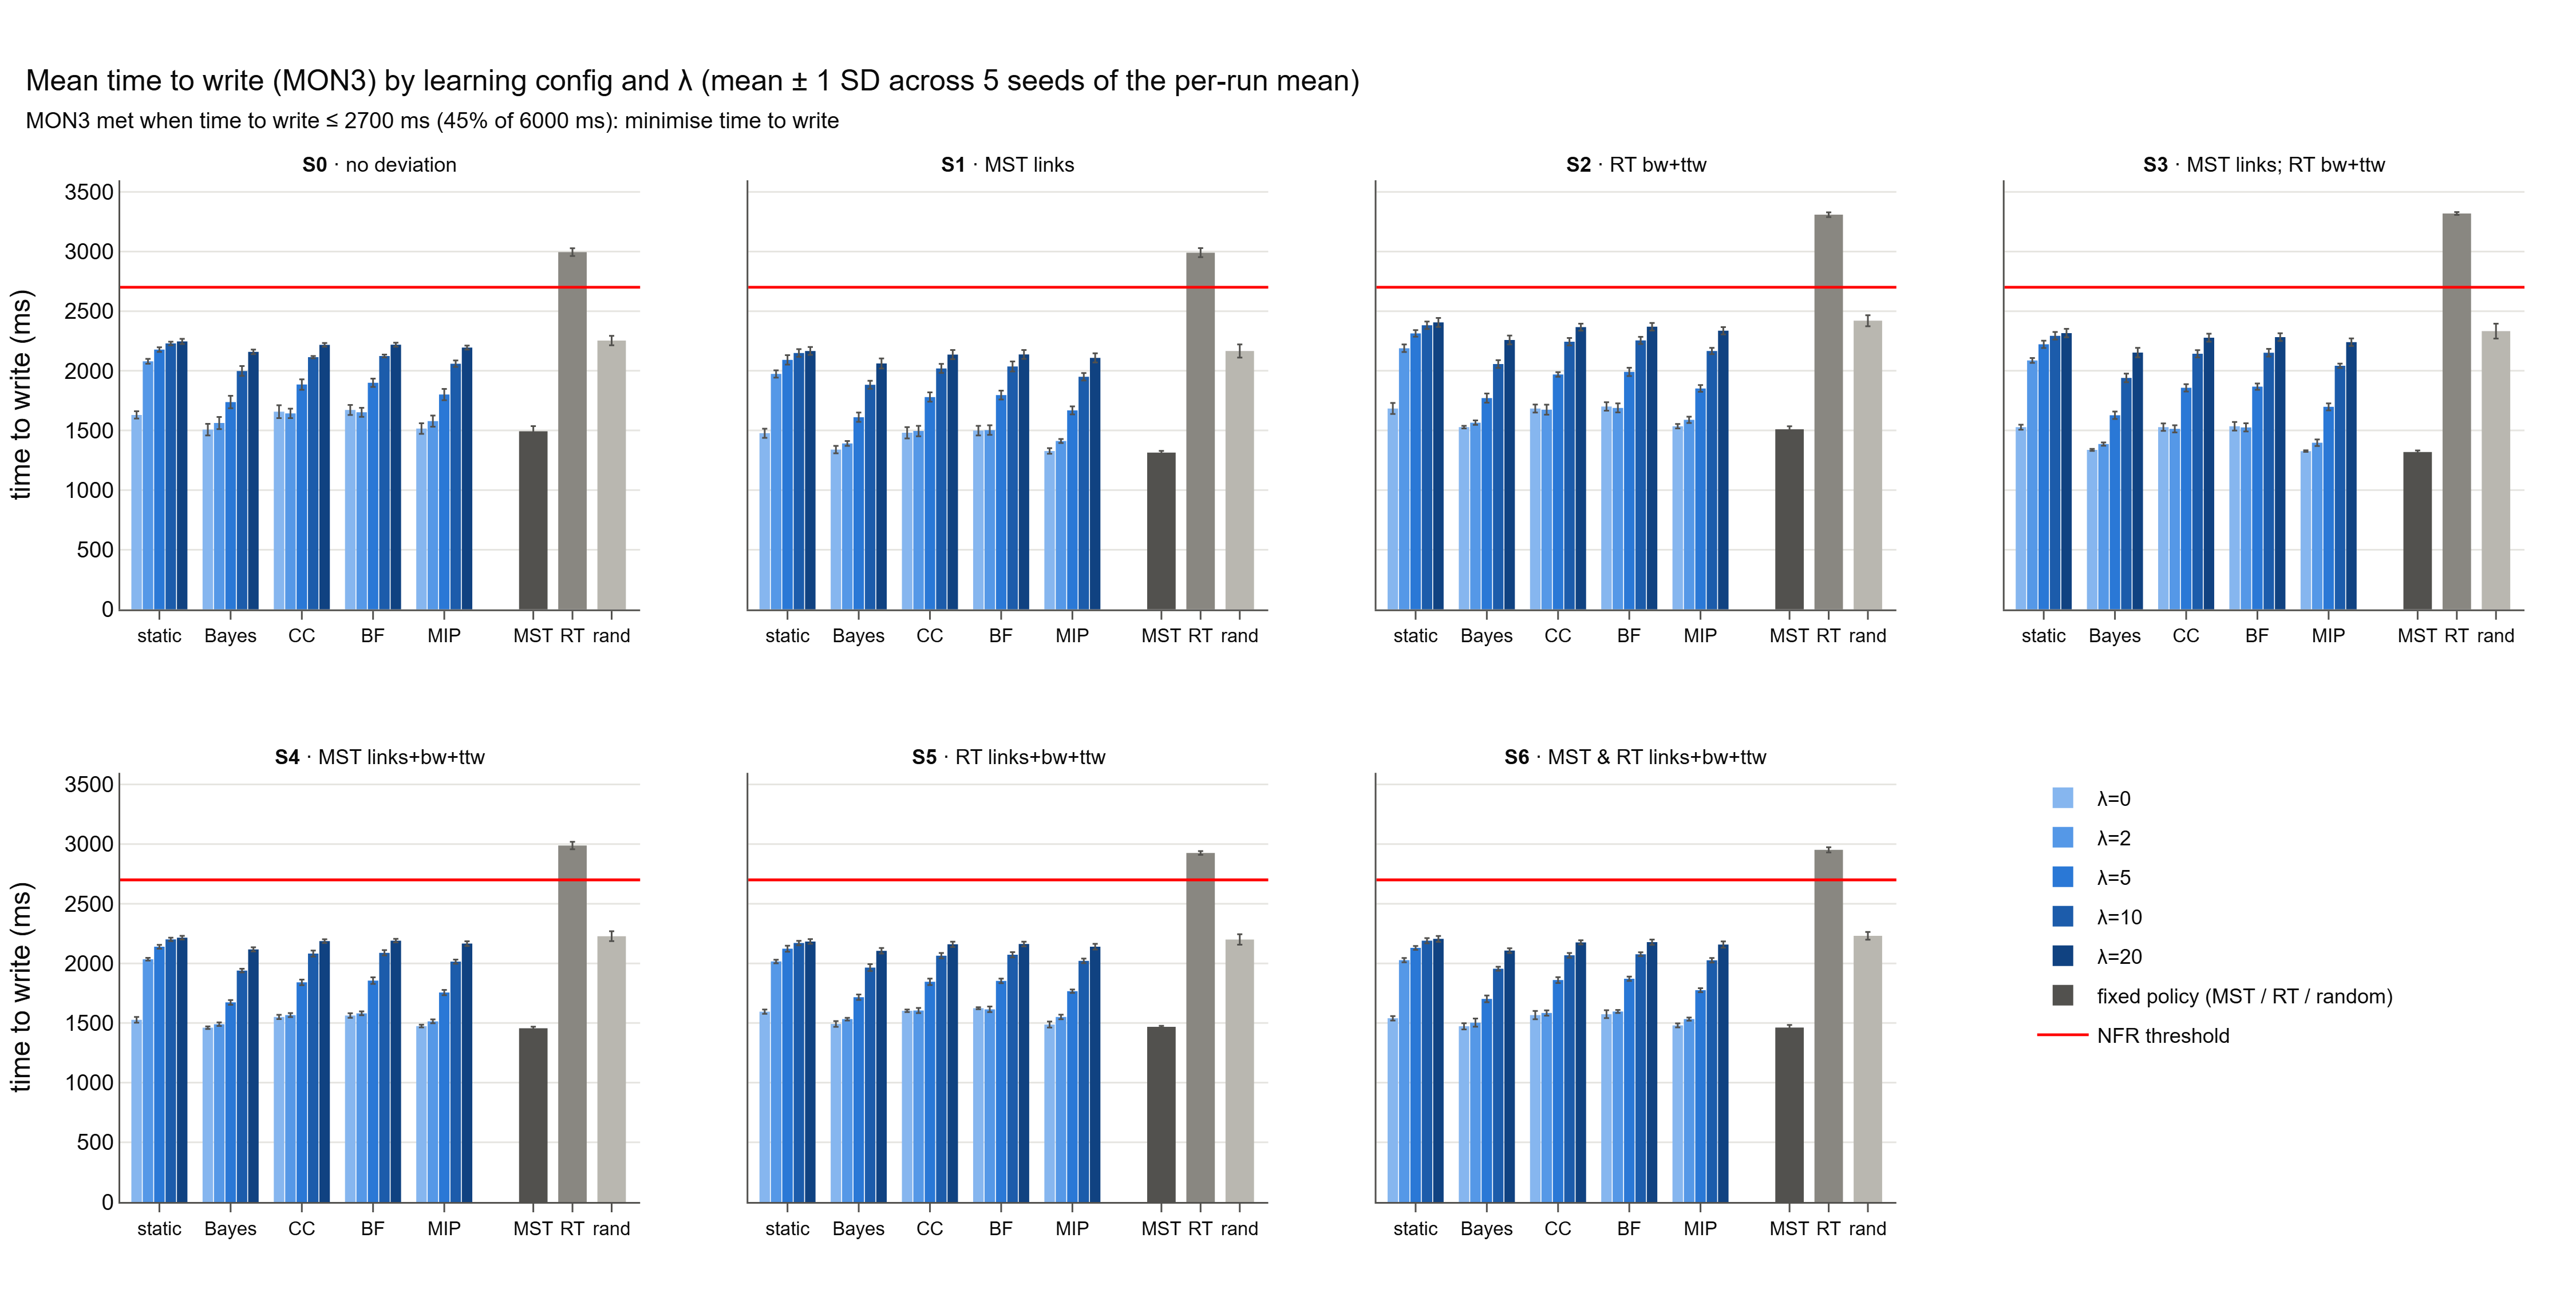 Mean time to write (MON3) by learning config and λ (mean ± 1 SD across 5 seeds of the per-run mean)
MON3 met when time to write ≤ 2700 ms (45% of 6000 ms): minimise time to write
S0 · no deviation
S1 · MST links
S2 · RT bw+ttw
S3 · MST links; RT bw+ttw
time to write (ms)
3500
3000
2500
2000
1500
1000
500
0
static Bayes CC BF MIP MST RT rand
static Bayes CC BF MIP MST RT rand
static Bayes CC BF MIP MST RT rand
static Bayes CC BF MIP MST RT rand
S4 · MST links+bw+ttw
S5 · RT links+bw+ttw
S6 · MST & RT links+bw+ttw
time to write (ms)
3500
3000
2500
2000
1500
1000
500
0
static Bayes CC BF MIP MST RT rand
static Bayes CC BF MIP MST RT rand
static Bayes CC BF MIP MST RT rand
λ=0
λ=2
λ=5
λ=10
λ=20
fixed policy (MST / RT / random)
NFR threshold